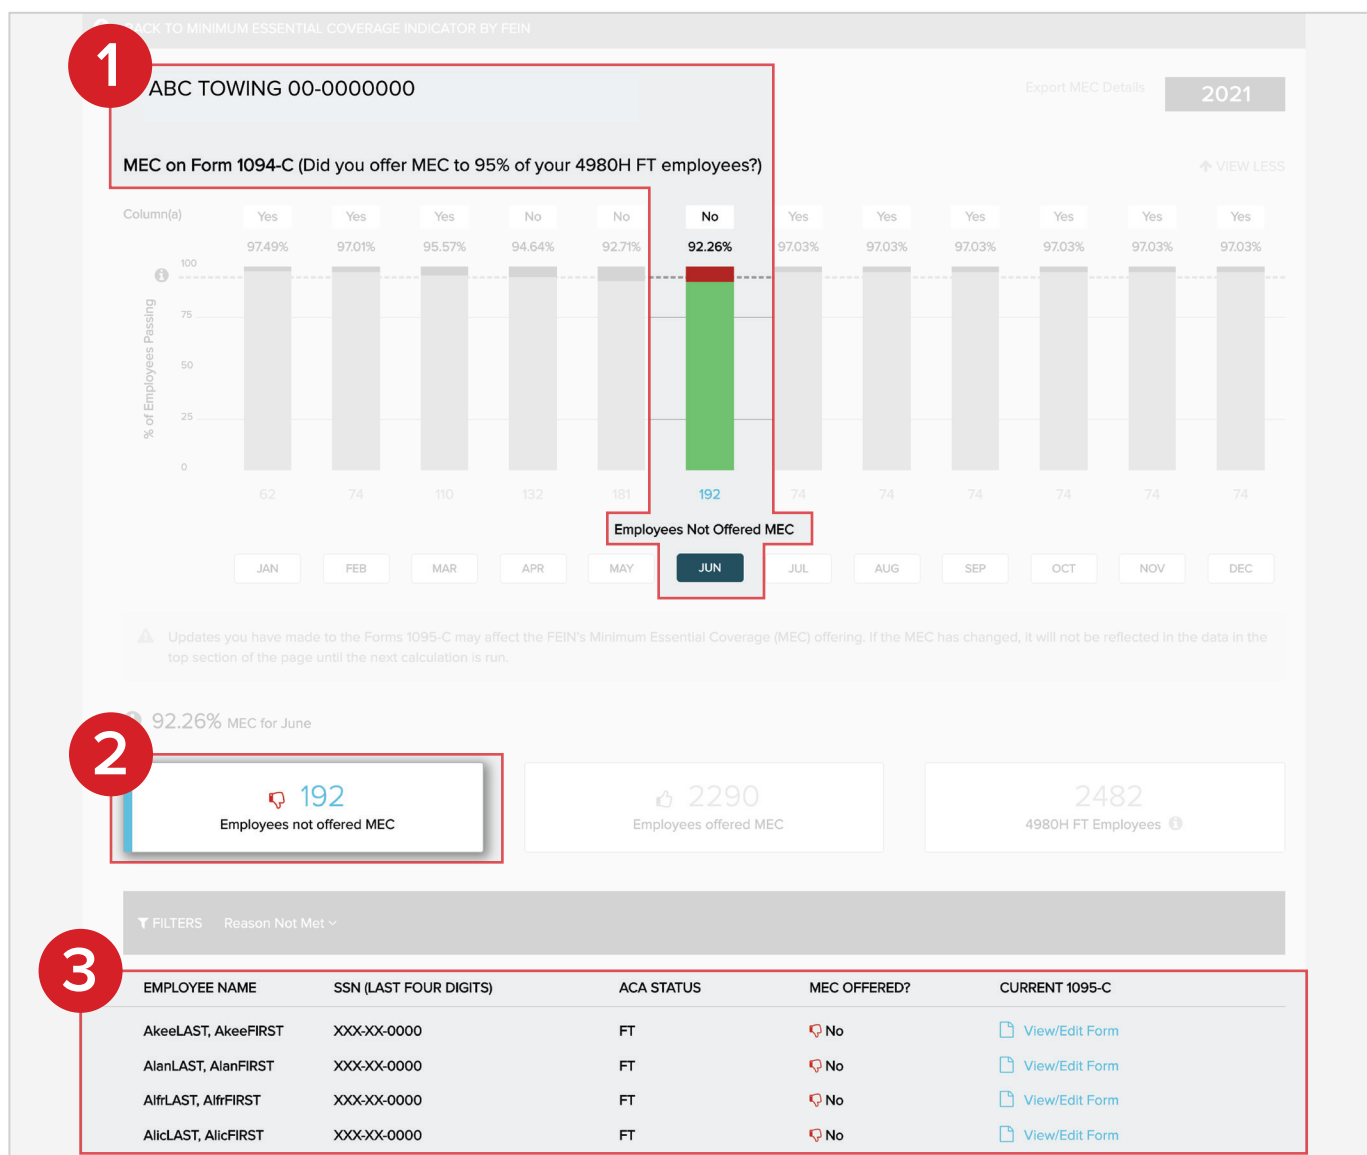 BACK TO MINIMUM ESSENTIAL COVERAGE INDICATOR BY FEIN
1
ABC TOWING 00-0000000
Export MEC Details
2021
MEC on Form 1094-C (Did you offer MEC to 95% of your 4980H FT employees?)
VIEW LESS
Column(a) Yes Yes Yes No No No Yes Yes Yes Yes Yes Yes
97.49% 97.01% 95.57% 94.64% 92.71% 92.26% 97.03% 97.03% 97.03% 97.03% 97.03% 97.03%
100
75
50
25
0
% of Employees Passing
62 74 110 132 181 192 74 74 74 74 74 74
Employees Not Offered MEC
JAN FEB MAR APR MAY JUN JUL AUG SEP OCT NOV DEC
Updates you have made to the Forms 1095-C may affect the FEIN's Minimum Essential Coverage (MEC) offering. If the MEC has changed, it will not be reflected in the data in the
top section of the page until the next calculation is run.
92.26% MEC for June
2
192
Employees not offered MEC
2290
Employees offered MEC
2482
4980H FT Employees
FILTERS Reason Not Met
3
EMPLOYEE NAME SSN (LAST FOUR DIGITS) ACA STATUS MEC OFFERED? CURRENT 1095-C
AkeeLAST, AkeeFIRST XXX-XX-0000 FT No View/Edit Form
AlanLAST, AlanFIRST XXX-XX-0000 FT No View/Edit Form
AlfrLAST, AlfrFIRST XXX-XX-0000 FT No View/Edit Form
AlicLAST, AlicFIRST XXX-XX-0000 FT No View/Edit Form